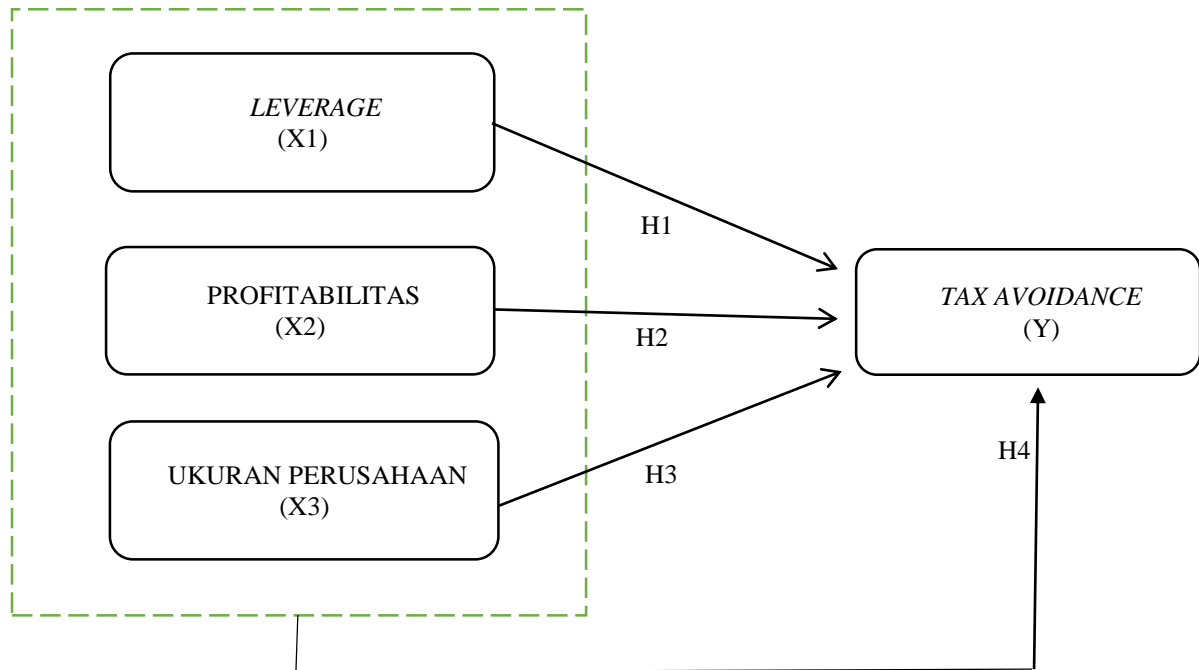 LEVERAGE
(X1)
H1
PROFITABILITAS
(X2)
H2
TAX AVOIDANCE
(Y)
UKURAN PERUSAHAAN
(X3)
H3
H4